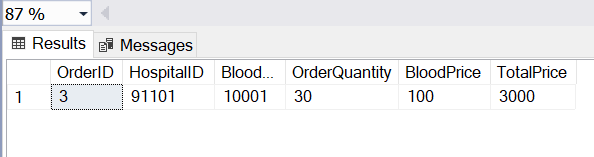 87 %
Results Messages
OrderID HospitalID Blood... OrderQuantity BloodPrice TotalPrice
1 3 91101 10001 30 100 3000